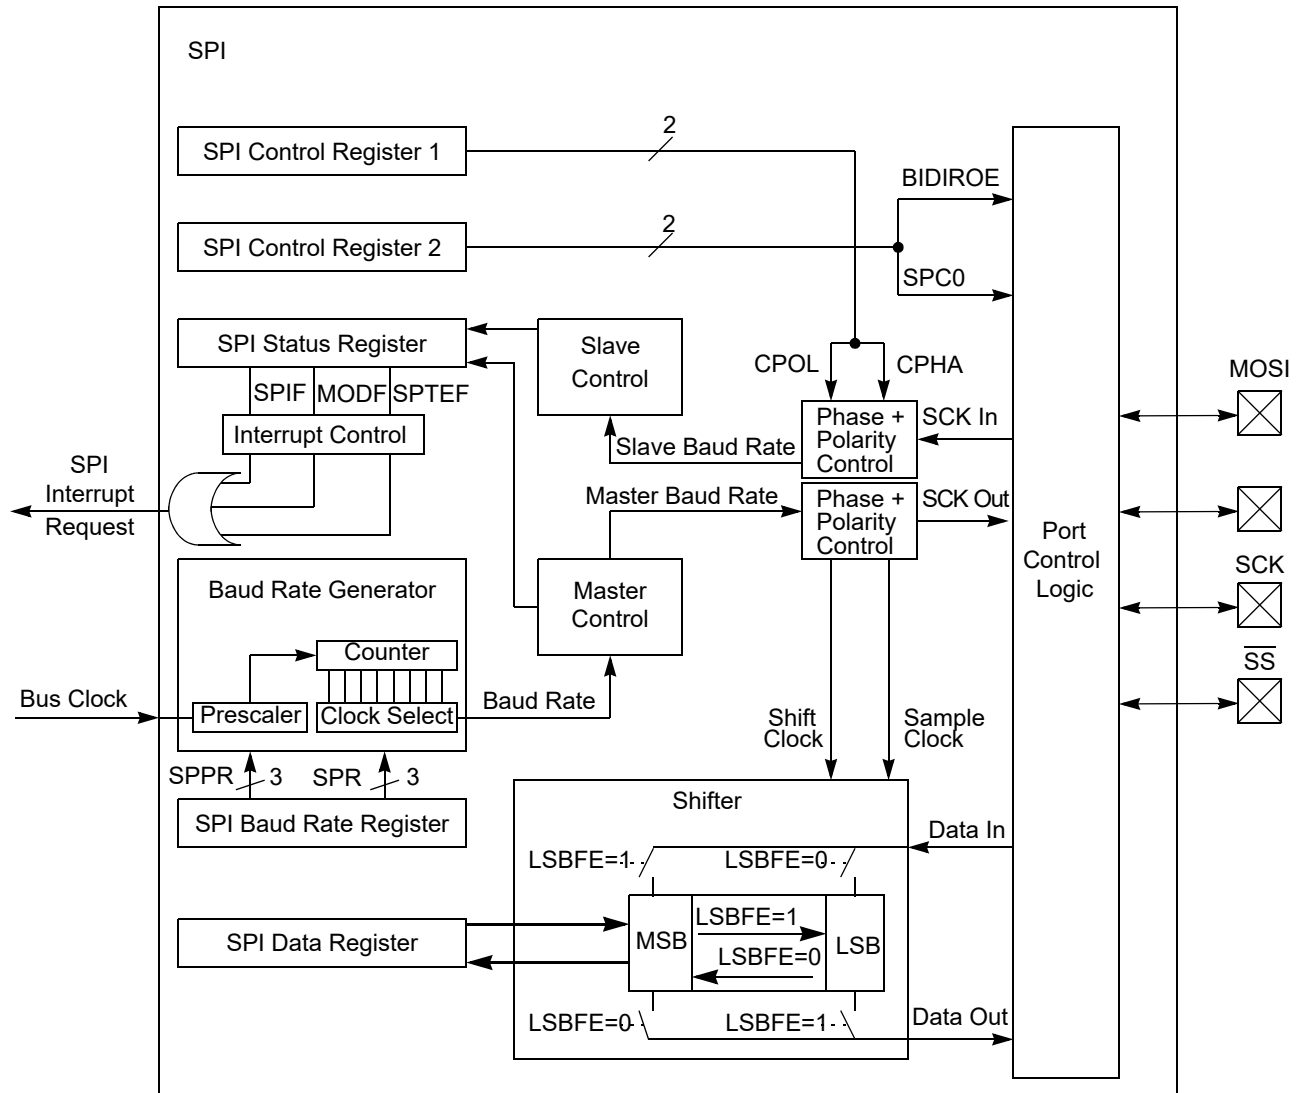 SPI
SPI Control Register 1
2
BIDIROE
SPI Control Register 2
2
SPC0
SPI Status Register
Slave
Control
CPOL
CPHA
MOSI
SPIF
MODF
SPTEF
Interrupt Control
Phase +
Polarity
Control
SCK In
Slave Baud Rate
SPI
Interrupt
Request
Master Baud Rate
Phase +
Polarity
Control
SCK Out
Port
Control
Logic
SCK
Baud Rate Generator
Master
Control
Counter
SS
Bus Clock
Prescaler
Clock Select
Baud Rate
Shift
Clock
Sample
Clock
SPPR
3
SPR
3
SPI Baud Rate Register
Shifter
Data In
LSBFE=1
LSBFE=0
SPI Data Register
MSB
LSBFE=1
LSBFE=0
LSB
LSBFE=0
LSBFE=1
Data Out